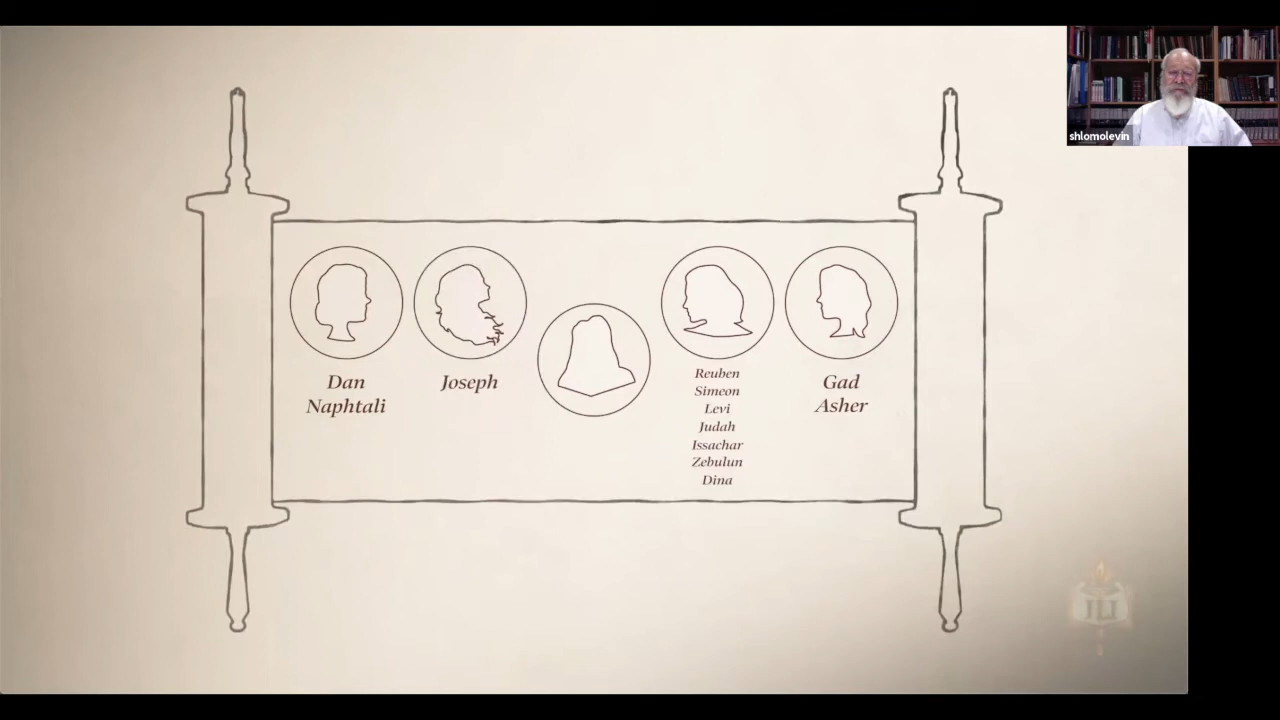 shlomolevin
Dan
Naphtali
Joseph
Reuben
Simeon
Levi
Judah
Issachar
Zebulun
Dina
Gad
Asher
JLI